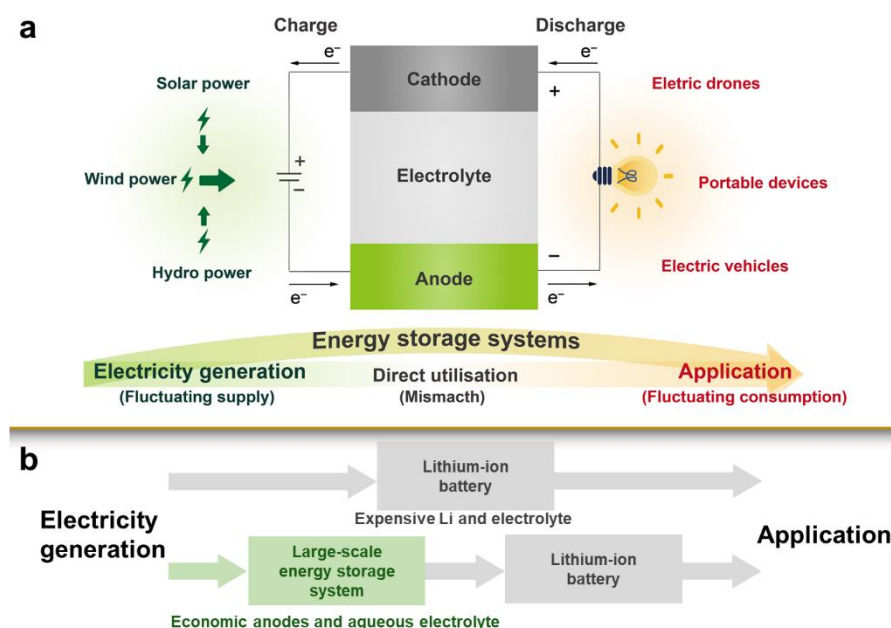 a
Charge
Discharge
e⁻
e⁻
Cathode
Solar power
+
Eletric drones
+
Wind power
Electrolyte
Portable devices
−
Hydro power
−
Electric vehicles
Anode
e⁻
e⁻
Energy storage systems
Electricity generation
Direct utilisation
Application
(Fluctuating supply)
(Mismacth)
(Fluctuating consumption)
b
Lithium-ion
battery
Expensive Li and electrolyte
Electricity
generation
Application
Large-scale
energy storage
system
Lithium-ion
battery
Economic anodes and aqueous electrolyte